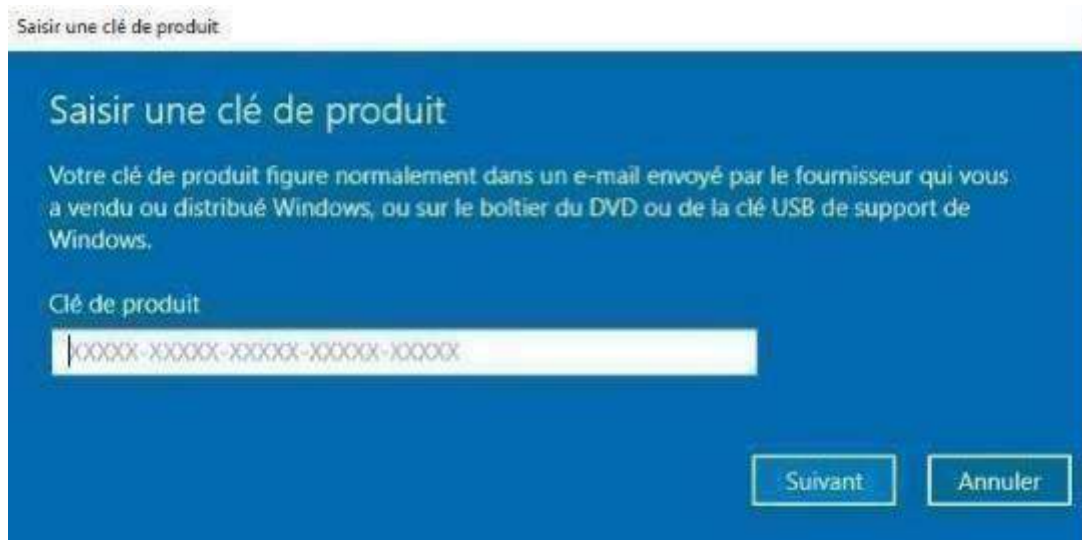 Saisir une clé de produit
Saisir une clé de produit
Votre clé de produit figure normalement dans un e-mail envoyé par le fournisseur qui vous
a vendu ou distribué Windows, ou sur le boîtier du DVD ou de la clé USB de support de
Windows.
Clé de produit
XXXXX-XXXXX-XXXXX-XXXXX-XXXXX
Suivant Annuler